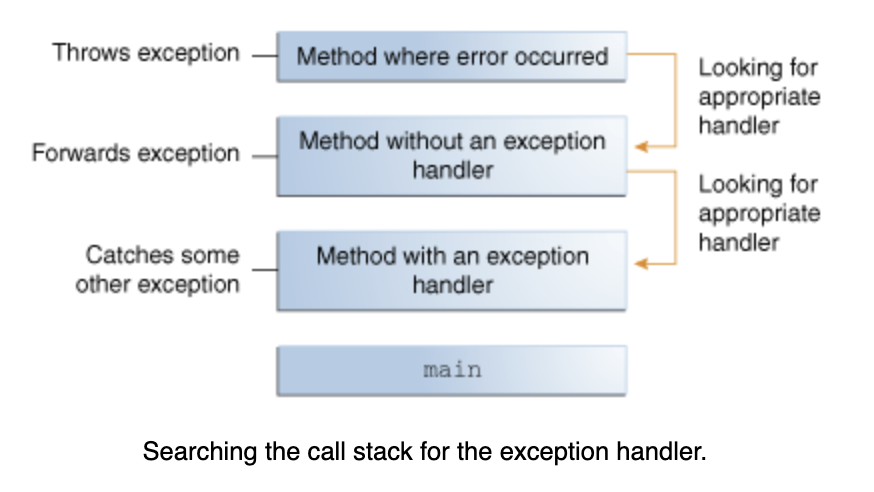 Throws exception
Method where error occurred
Looking for
appropriate
handler
Forwards exception
Method without an exception
handler
Looking for
appropriate
handler
Catches some
other exception
Method with an exception
handler
main
Searching the call stack for the exception handler.